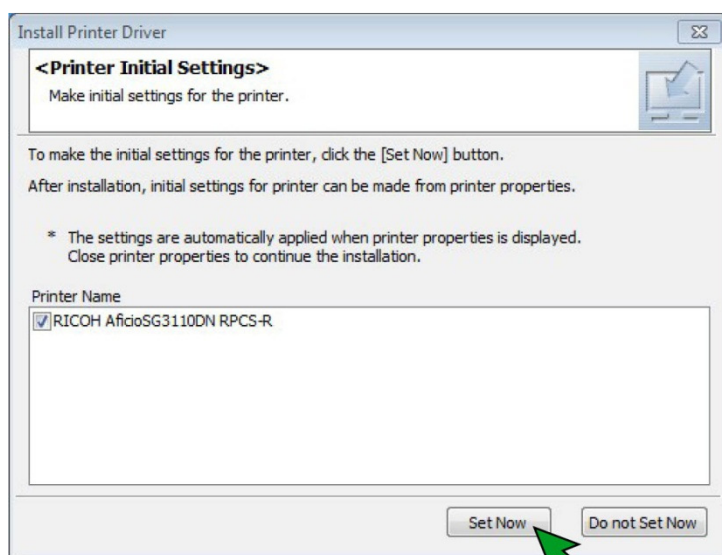 Install Printer Driver
<Printer Initial Settings>
Make initial settings for the printer.
To make the initial settings for the printer, click the [Set Now] button.
After installation, initial settings for printer can be made from printer properties.
* The settings are automatically applied when printer properties is displayed.
Close printer properties to continue the installation.
Printer Name
RICOH AficioSG3110DN RPCS-R
Set Now
Do not Set Now